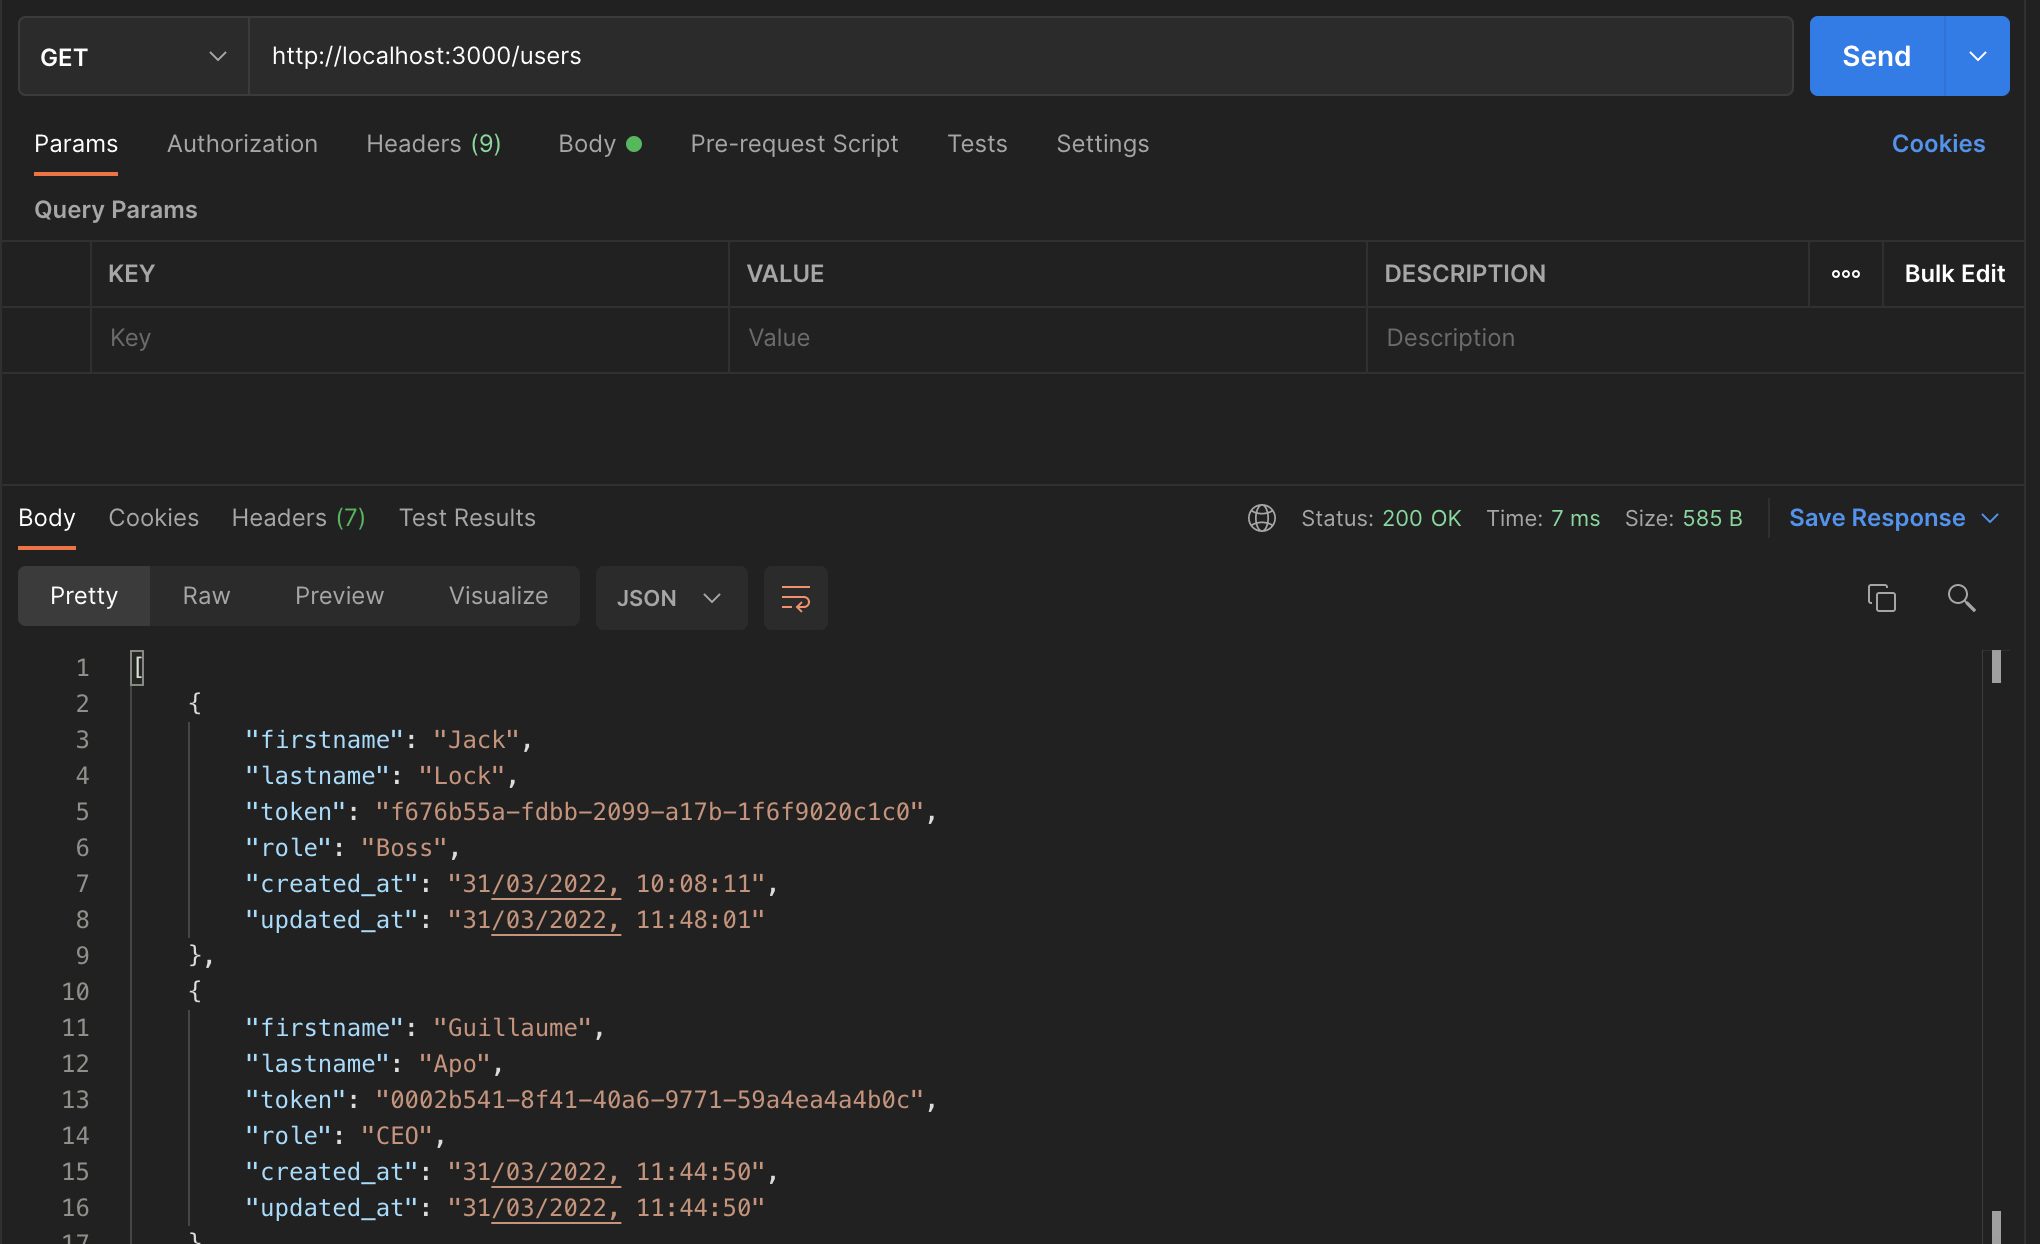 GET http://localhost:3000/users Send
Params Authorization Headers (9) Body Pre-request Script Tests Settings Cookies
Query Params
KEY VALUE DESCRIPTION ooo Bulk Edit
Key Value Description
Body Cookies Headers (7) Test Results Status: 200 OK Time: 7 ms Size: 585 B Save Response
Pretty Raw Preview Visualize JSON
1 [
2 {
3 "firstname": "Jack",
4 "lastname": "Lock",
5 "token": "f676b55a-fdbb-2099-a17b-1f6f9020c1c0",
6 "role": "Boss",
7 "created_at": "31/03/2022, 10:08:11",
8 "updated_at": "31/03/2022, 11:48:01"
9 },
10 {
11 "firstname": "Guillaume",
12 "lastname": "Apo",
13 "token": "0002b541-8f41-40a6-9771-59a4ea4a4b0c",
14 "role": "CEO",
15 "created_at": "31/03/2022, 11:44:50",
16 "updated_at": "31/03/2022, 11:44:50"
17 }